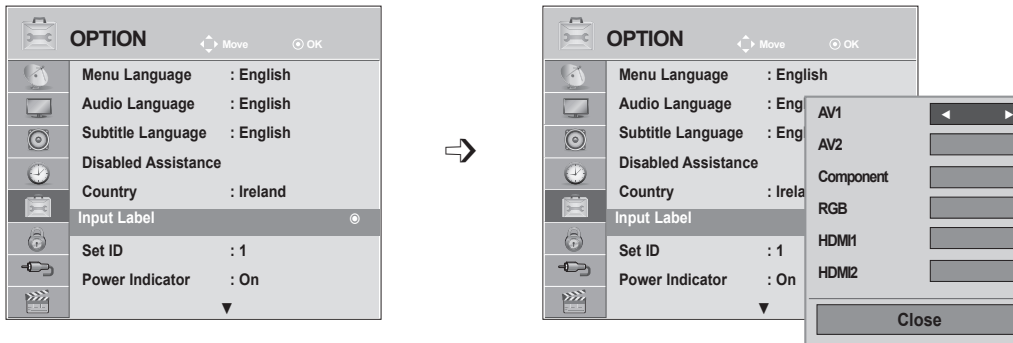 OPTION Move OK
Menu Language : English
Audio Language : English
Subtitle Language : English
Disabled Assistance
Country : Ireland
Input Label
Set ID : 1
Power Indicator : On
OPTION Move OK
Menu Language : English
Audio Language : Eng
Subtitle Language : Eng
Disabled Assistance
Country : Irela
Input Label
Set ID : 1
Power Indicator : On
AV1
AV2
Component
RGB
HDMI1
HDMI2
Close